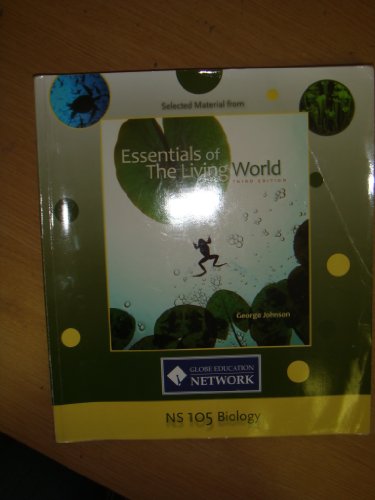 Selected Material from
Essentials of
The Living World
THIRD EDITION
George Johnson
GLOBE EDUCATION
NETWORK
NS 105 Biology